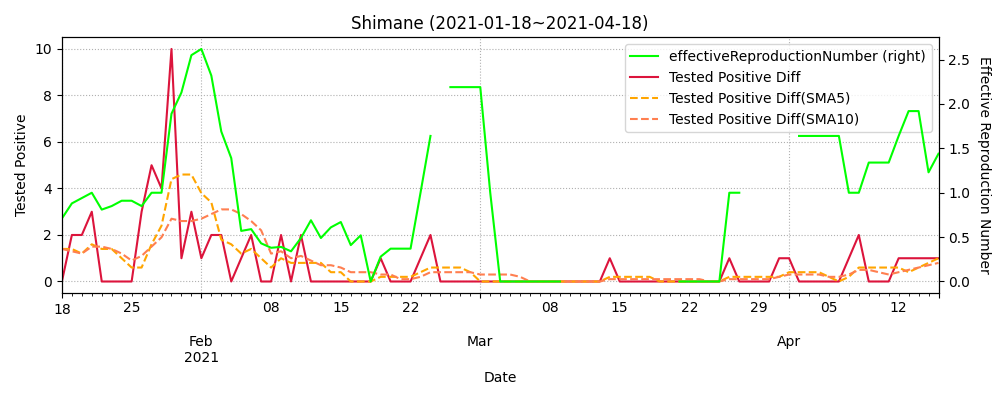 Shimane (2021-01-18~2021-04-18)
effectiveReproductionNumber (right)
Tested Positive Diff
Tested Positive Diff(SMA5)
Tested Positive Diff(SMA10)
Tested Positive
10
8
6
4
2
0
Effective Reproduction Number
2.5
2.0
1.5
1.0
0.5
0.0
18 25 08 15 22 08 15 22 29 05 12
Feb Mar Apr
2021
Date